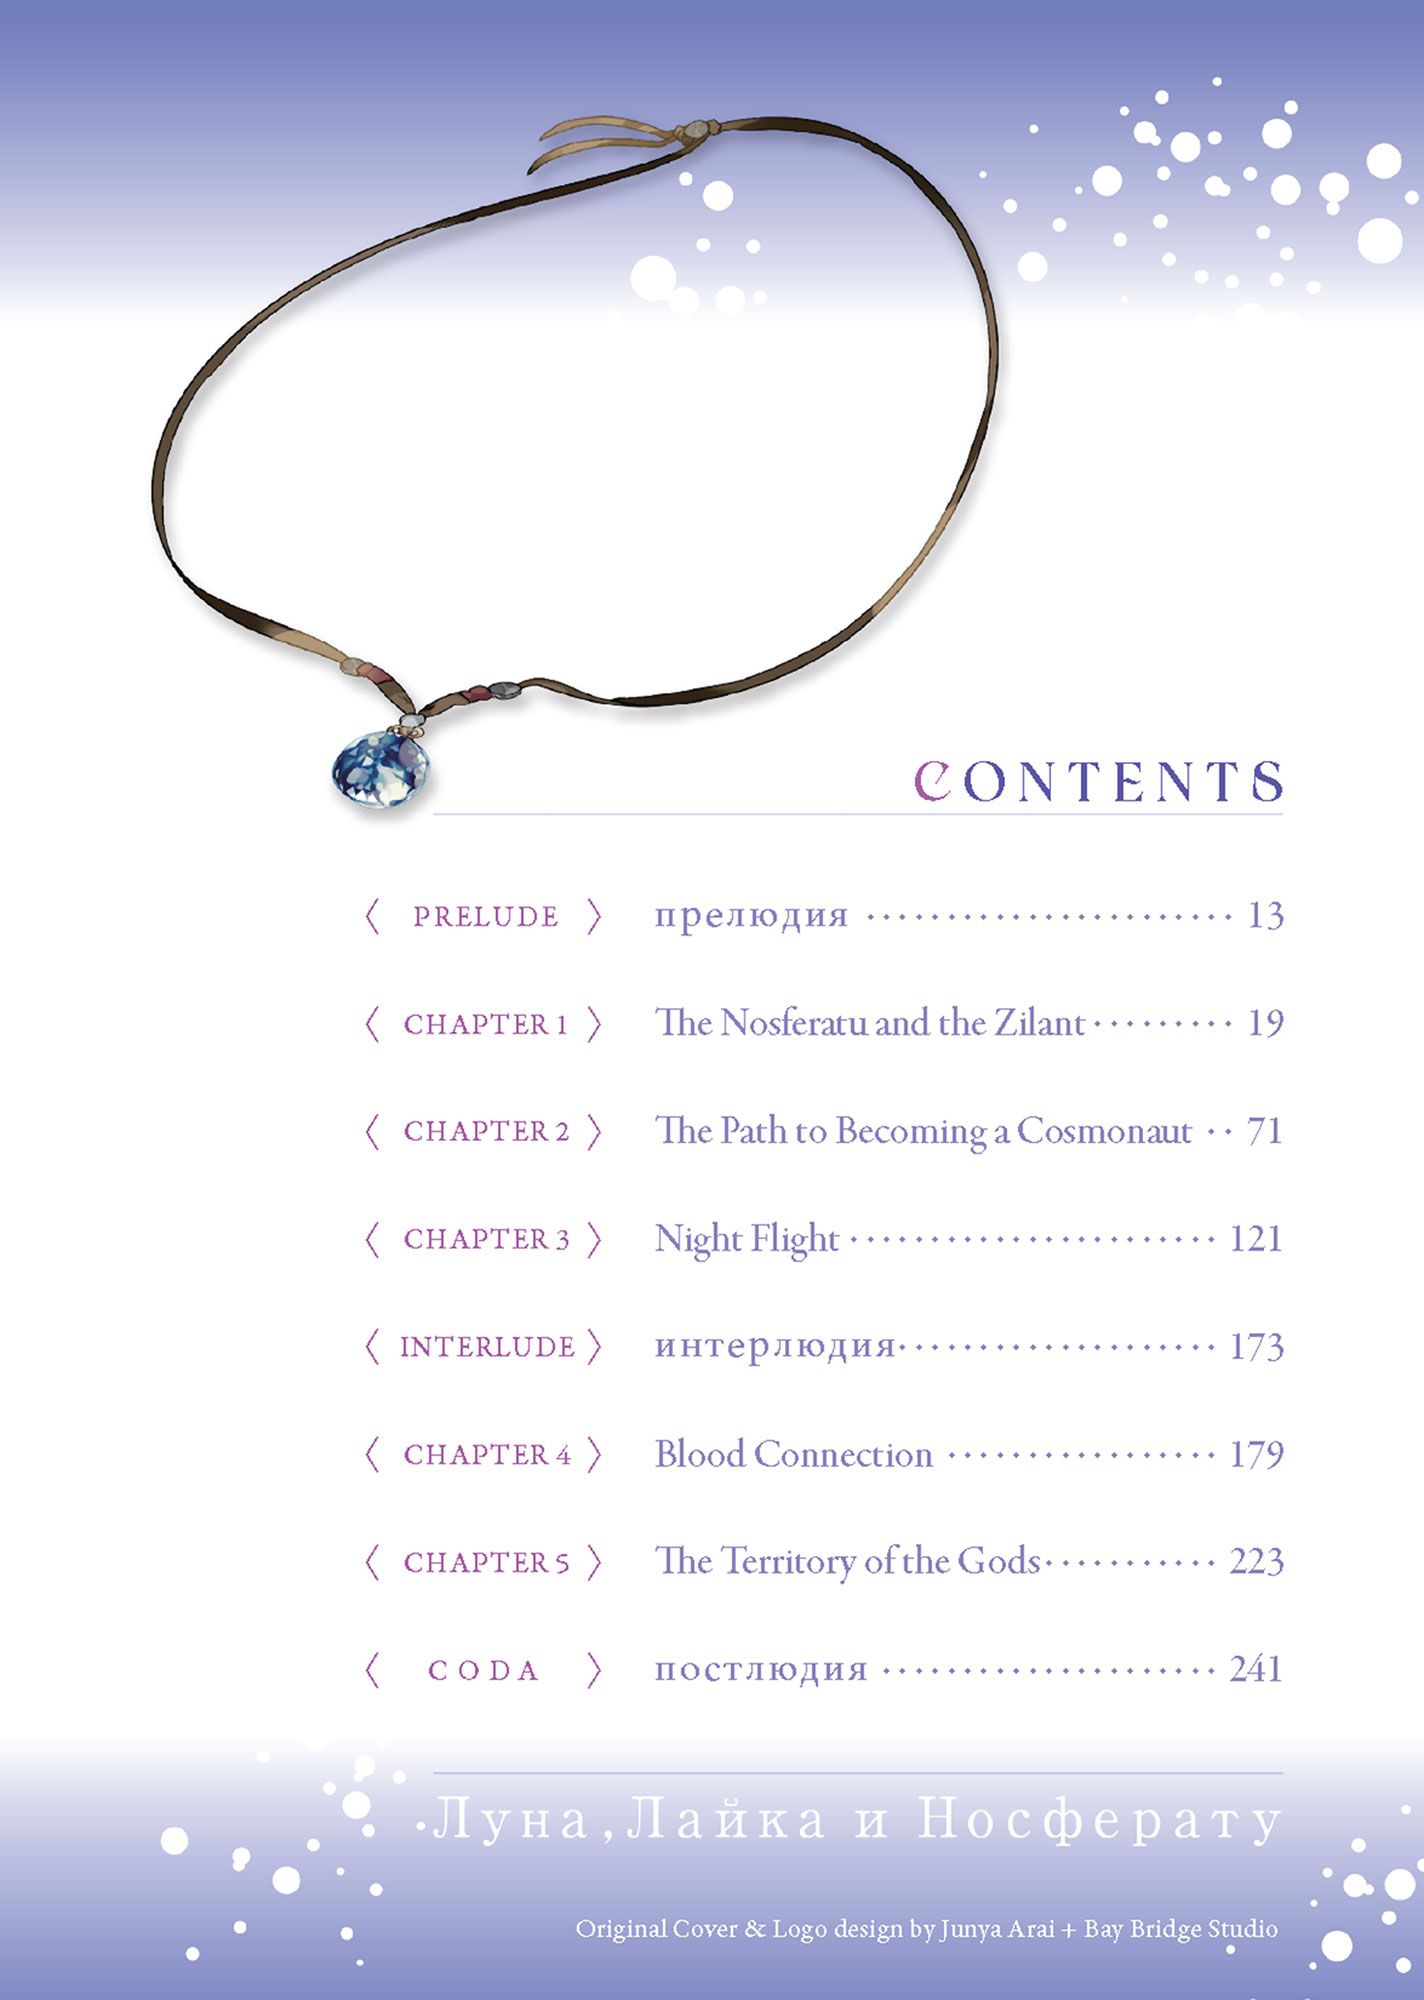 CONTENTS
〈 PRELUDE 〉 прелюдия ······················· 13
〈 CHAPTER 1 〉 The Nosferatu and the Zilant ········· 19
〈 CHAPTER 2 〉 The Path to Becoming a Cosmonaut ·· 71
〈 CHAPTER 3 〉 Night Flight ······················· 121
〈 INTERLUDE 〉 интерлюдия ···················· 173
〈 CHAPTER 4 〉 Blood Connection ················· 179
〈 CHAPTER 5 〉 The Territory of the Gods ··········· 223
〈 CODA 〉 постлюдия ····················· 241
Луна, Лайка и Носферату
Original Cover & Logo design by Junya Arai + Bay Bridge Studio